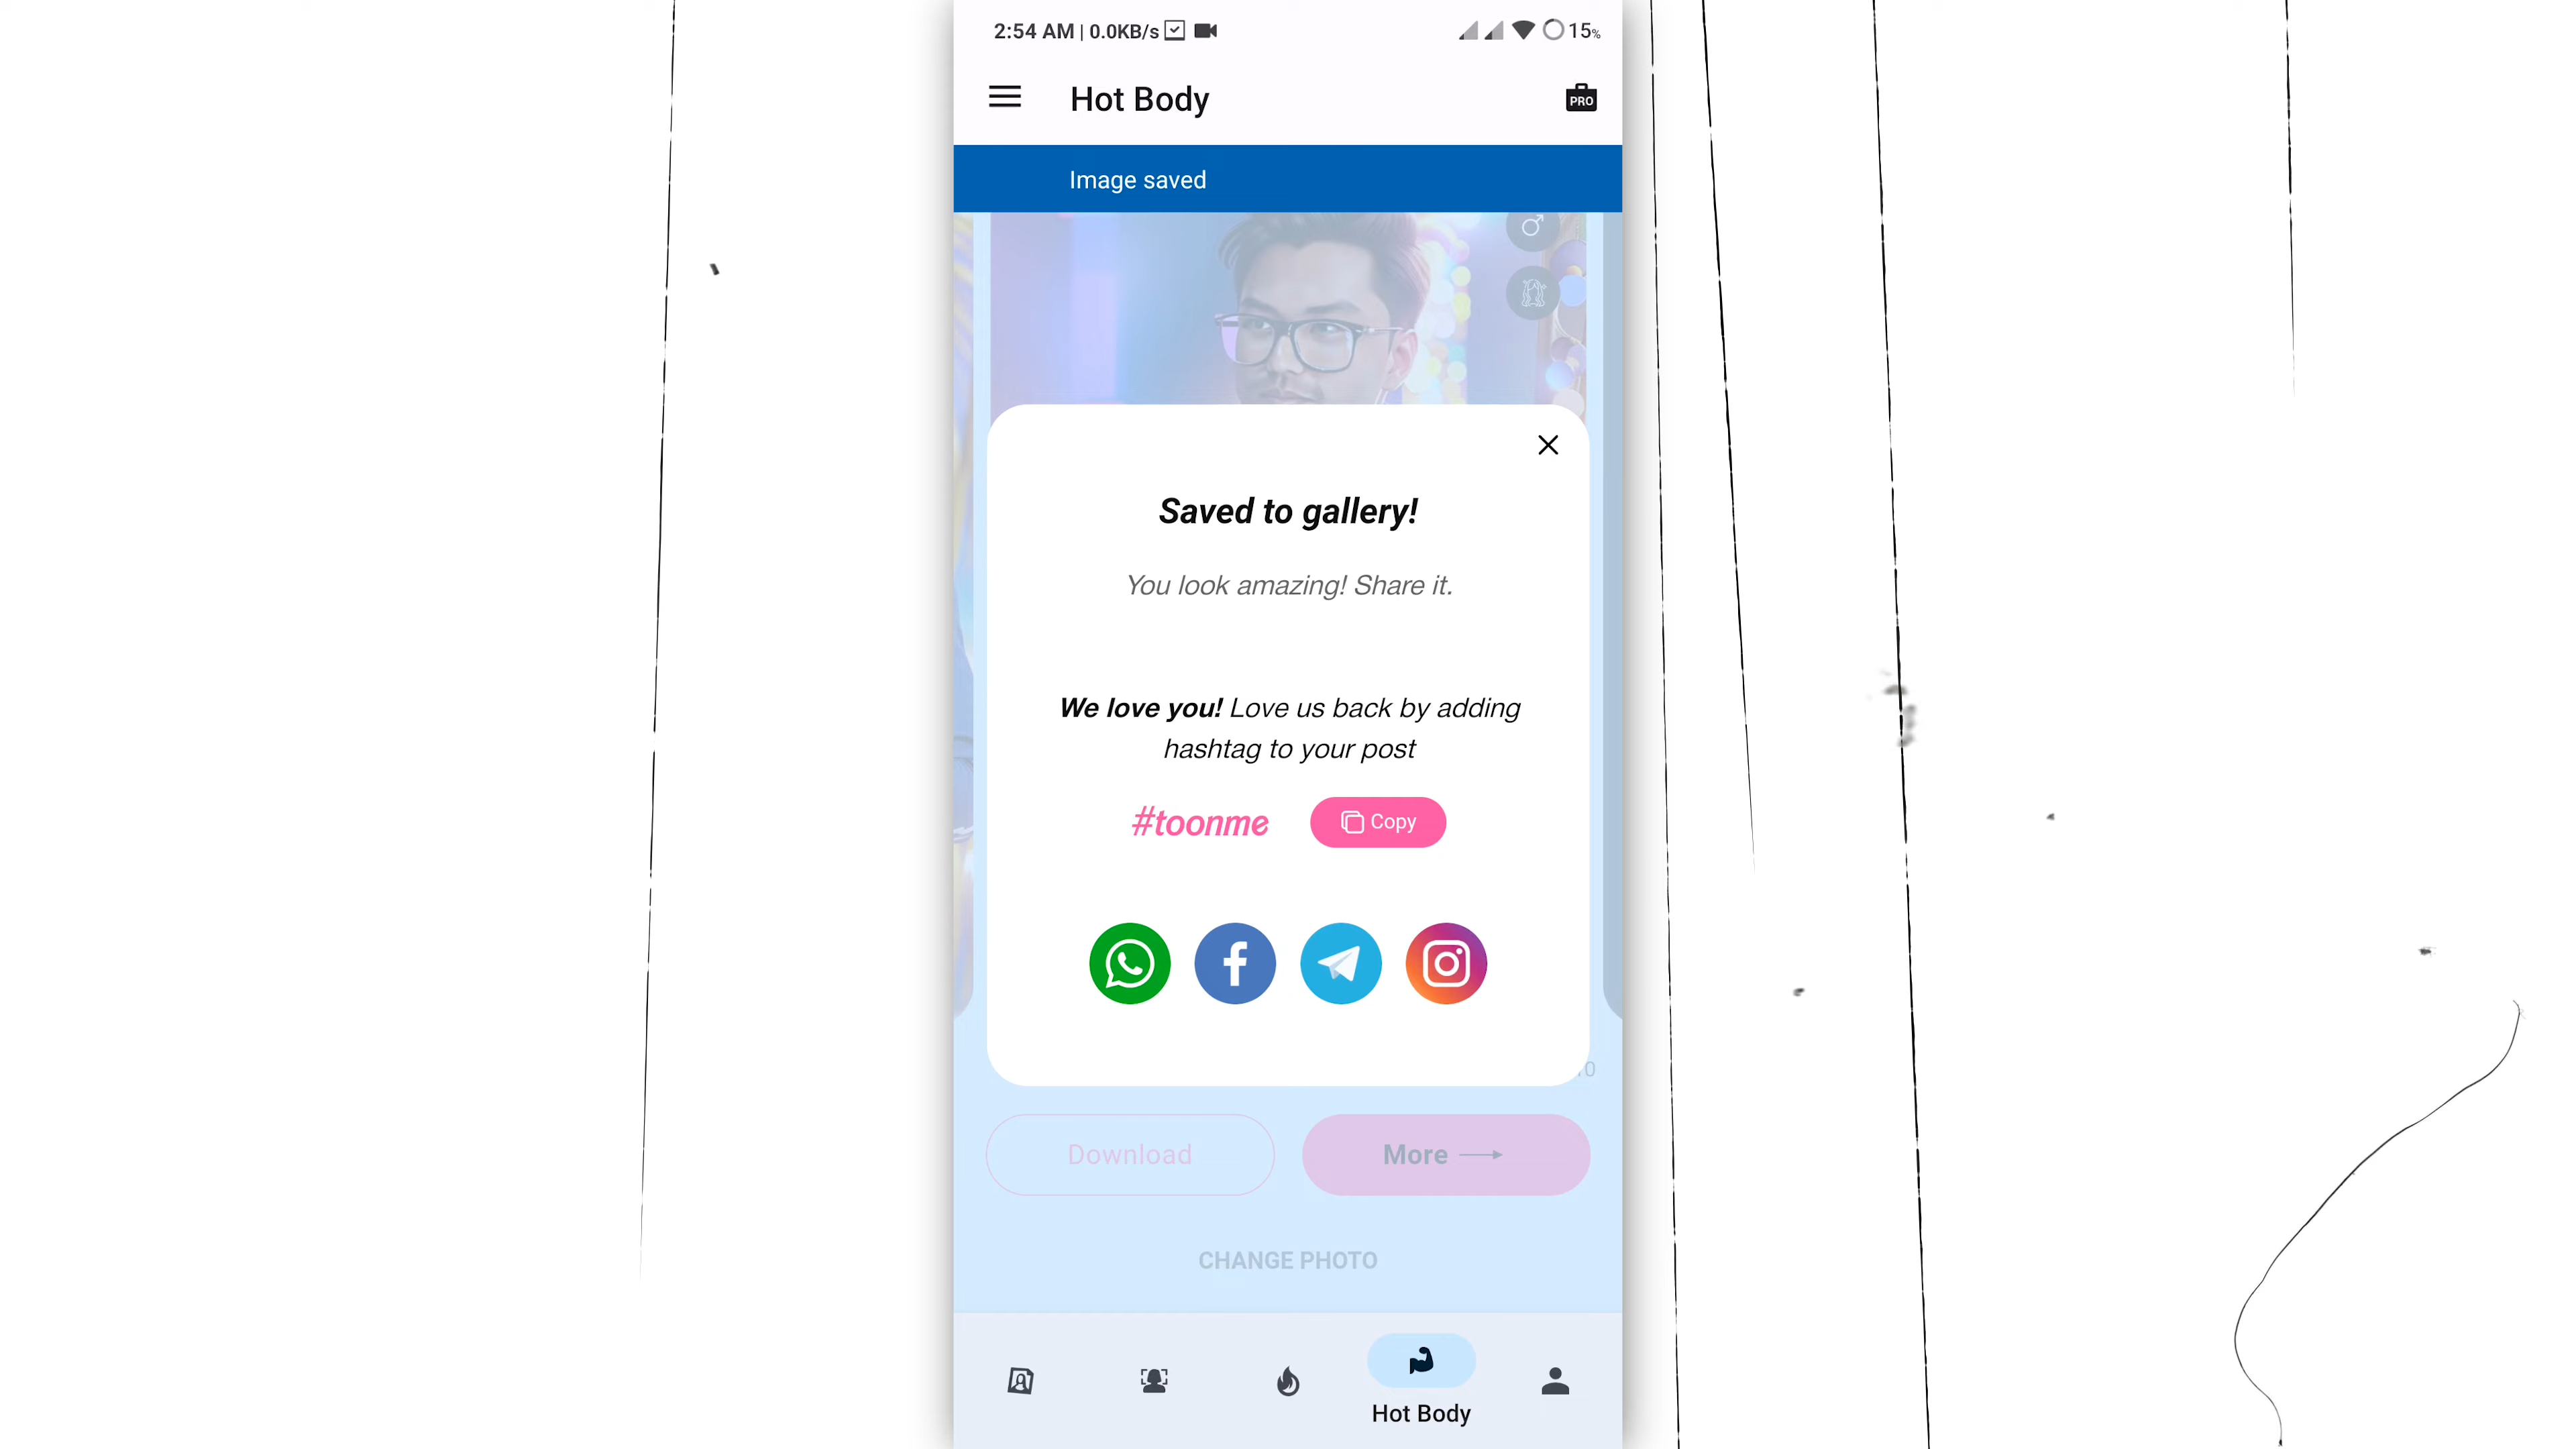 2:54 AM | 0.0KB/s
15%
Hot Body
PRO
Image saved
Saved to gallery!
You look amazing! Share it.
We love you! Love us back by adding
hashtag to your post
#toonme
Copy
Download
More
CHANGE PHOTO
Hot Body